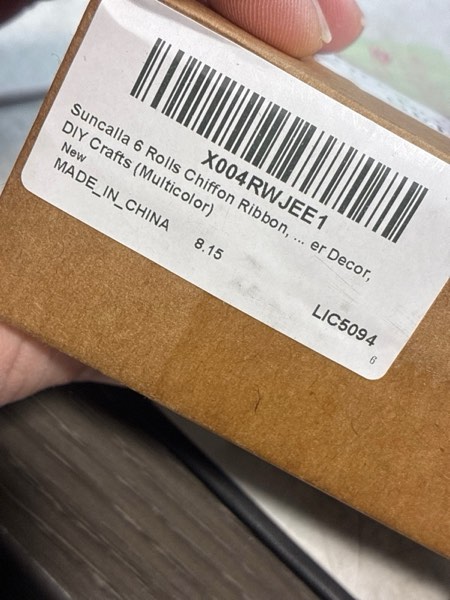 X004RWJEE1
Suncalla 6 Rolls Chiffon Ribbon, ... er Decor,
DIY Crafts (Multicolor)
New
MADE_IN_CHINA
8.15
LIC5094
6